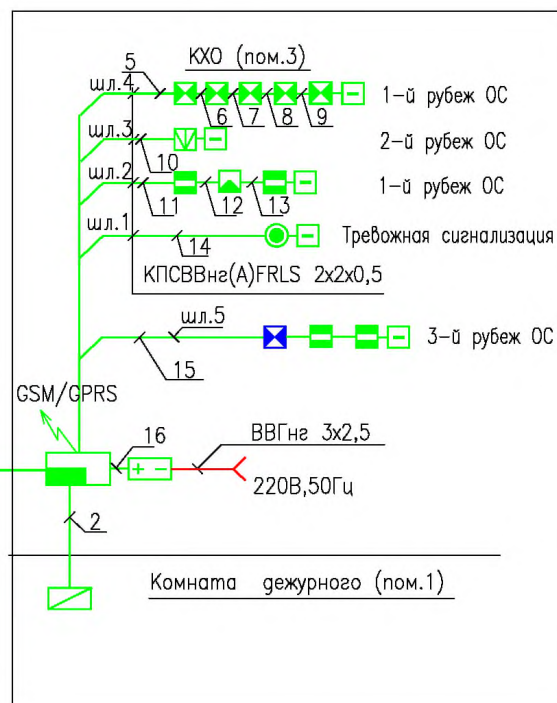 КХО (пом.3)
5
шл.4
6
7
8
9
1-й рубеж ОС
шл.3
10
2-й рубеж ОС
шл.2
11
12
13
1-й рубеж ОС
шл.1
14
Тревожная сигнализация
КПСВВнг(А)FRLS 2х2х0,5
шл.5
15
3-й рубеж ОС
GSM/GPRS
16
+ -
ВВГнг 3х2,5
220В,50Гц
2
Комната дежурного (пом.1)